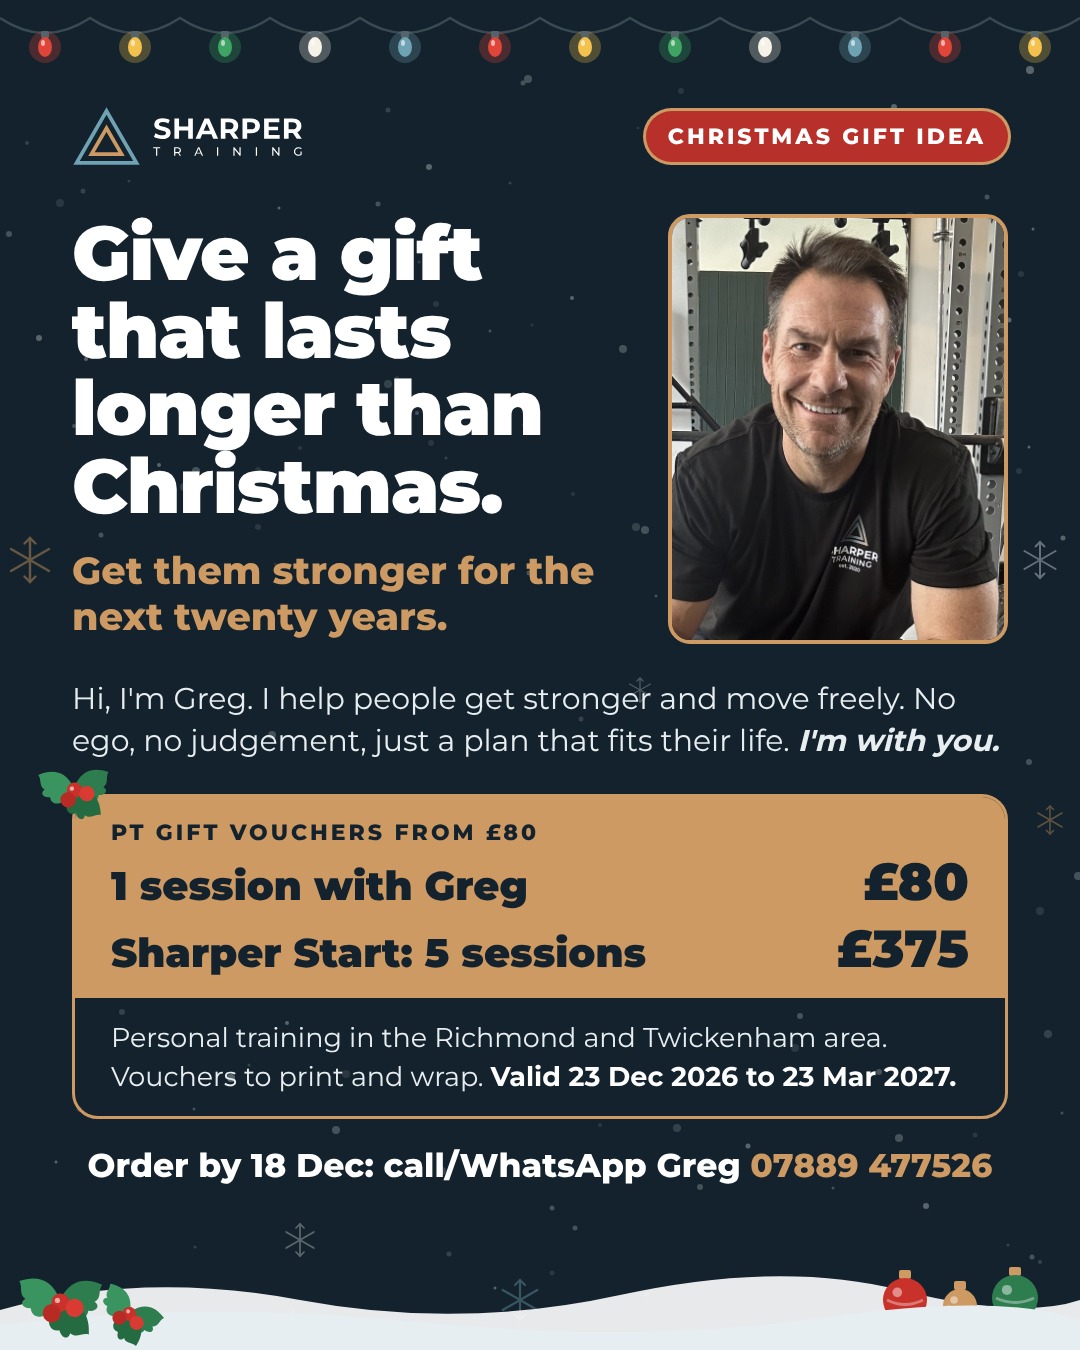 SHARPER
TRAINING
CHRISTMAS GIFT IDEA
Give a gift
that lasts
longer than
Christmas.
Get them stronger for the
next twenty years.
SHARPER
TRAINING
est. 2020
Hi, I'm Greg. I help people get stronger and move freely. No
ego, no judgement, just a plan that fits their life. I'm with you.
PT GIFT VOUCHERS FROM £80
1 session with Greg £80
Sharper Start: 5 sessions £375
Personal training in the Richmond and Twickenham area.
Vouchers to print and wrap. Valid 23 Dec 2026 to 23 Mar 2027.
Order by 18 Dec: call/WhatsApp Greg 07889 477526